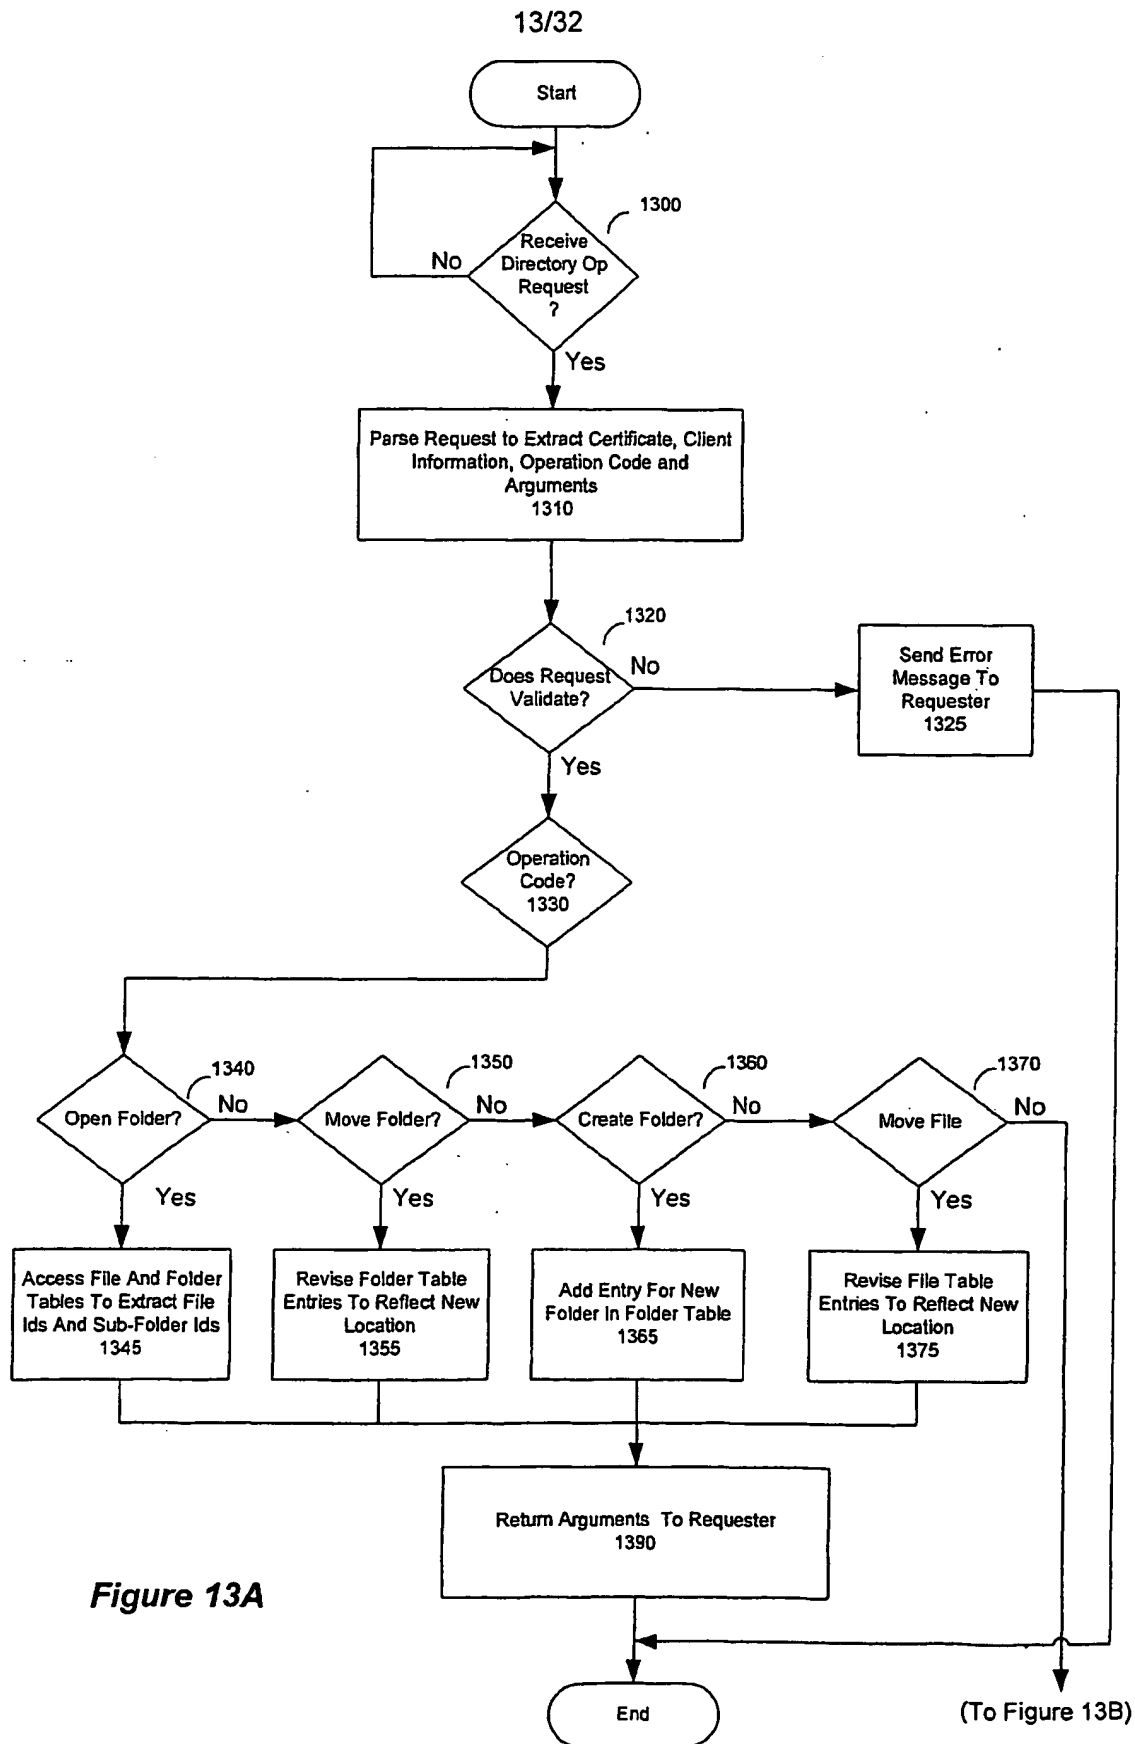 13/32
Start
1300
Receive
Directory Op
Request
?
No
Yes
Parse Request to Extract Certificate, Client
Information, Operation Code and
Arguments
1310
1320
Does Request
Validate?
No
Send Error
Message To
Requester
1325
Yes
Operation
Code?
1330
1340
Open Folder?
No
1350
Move Folder?
No
1360
Create Folder?
No
1370
Move File
No
Yes
Yes
Yes
Yes
Access File And Folder
Tables To Extract File
Ids And Sub-Folder Ids
1345
Revise Folder Table
Entries To Reflect New
Location
1355
Add Entry For New
Folder In Folder Table
1365
Revise File Table
Entries To Reflect New
Location
1375
Return Arguments To Requester
1390
Figure 13A
End
(To Figure 13B)